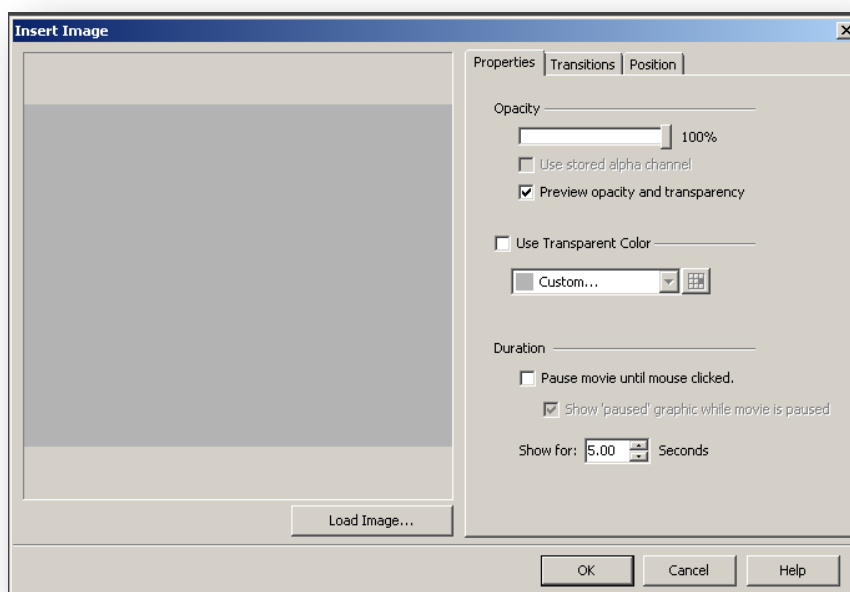 Insert Image
Properties Transitions Position
Opacity
100%
Use stored alpha channel
Preview opacity and transparency
Use Transparent Color
Custom...
Duration
Pause movie until mouse clicked.
Show 'paused' graphic while movie is paused
Show for: 5.00 Seconds
Load Image...
OK Cancel Help